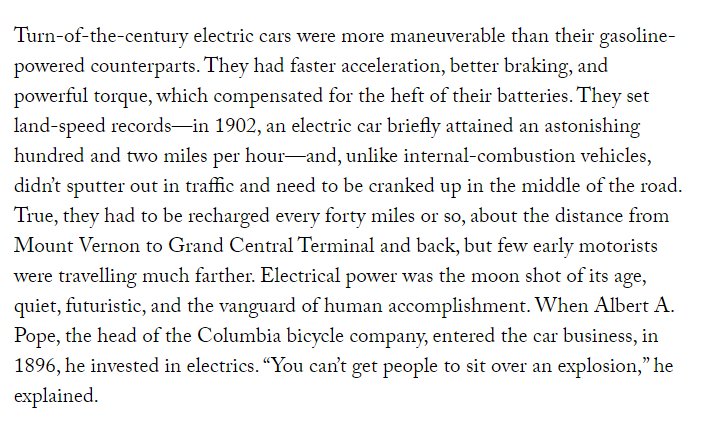 Turn-of-the-century electric cars were more maneuverable than their gasoline-
powered counterparts. They had faster acceleration, better braking, and
powerful torque, which compensated for the heft of their batteries. They set
land-speed records—in 1902, an electric car briefly attained an astonishing
hundred and two miles per hour—and, unlike internal-combustion vehicles,
didn’t sputter out in traffic and need to be cranked up in the middle of the road.
True, they had to be recharged every forty miles or so, about the distance from
Mount Vernon to Grand Central Terminal and back, but few early motorists
were travelling much farther. Electrical power was the moon shot of its age,
quiet, futuristic, and the vanguard of human accomplishment. When Albert A.
Pope, the head of the Columbia bicycle company, entered the car business, in
1896, he invested in electrics. “You can’t get people to sit over an explosion,” he
explained.